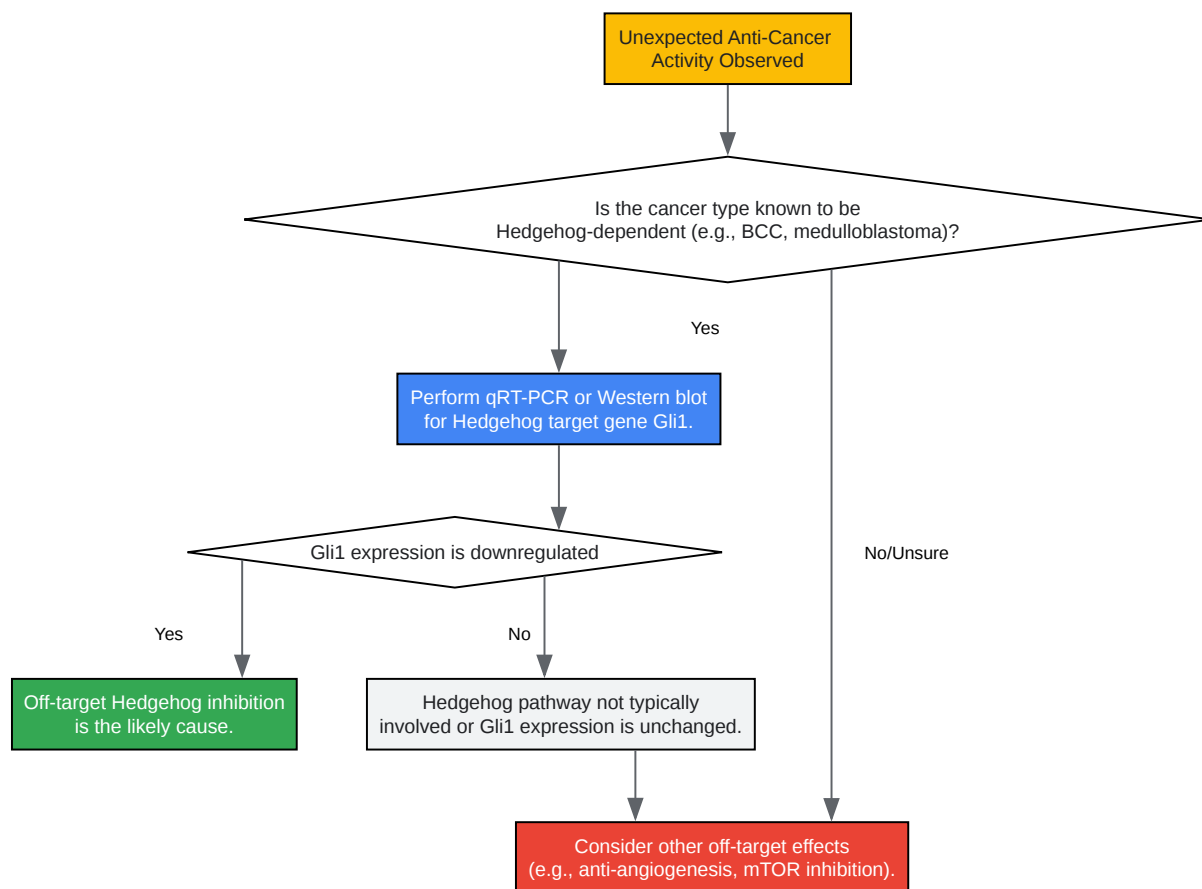 Unexpected Anti-Cancer
Activity Observed
Is the cancer type known to be
Hedgehog-dependent (e.g., BCC, medulloblastoma)?
Yes
Perform qRT-PCR or Western blot
for Hedgehog target gene Gli1.
Gli1 expression is downregulated
No/Unsure
Yes
No
Off-target Hedgehog inhibition
is the likely cause.
Hedgehog pathway not typically
involved or Gli1 expression is unchanged.
Consider other off-target effects
(e.g., anti-angiogenesis, mTOR inhibition).